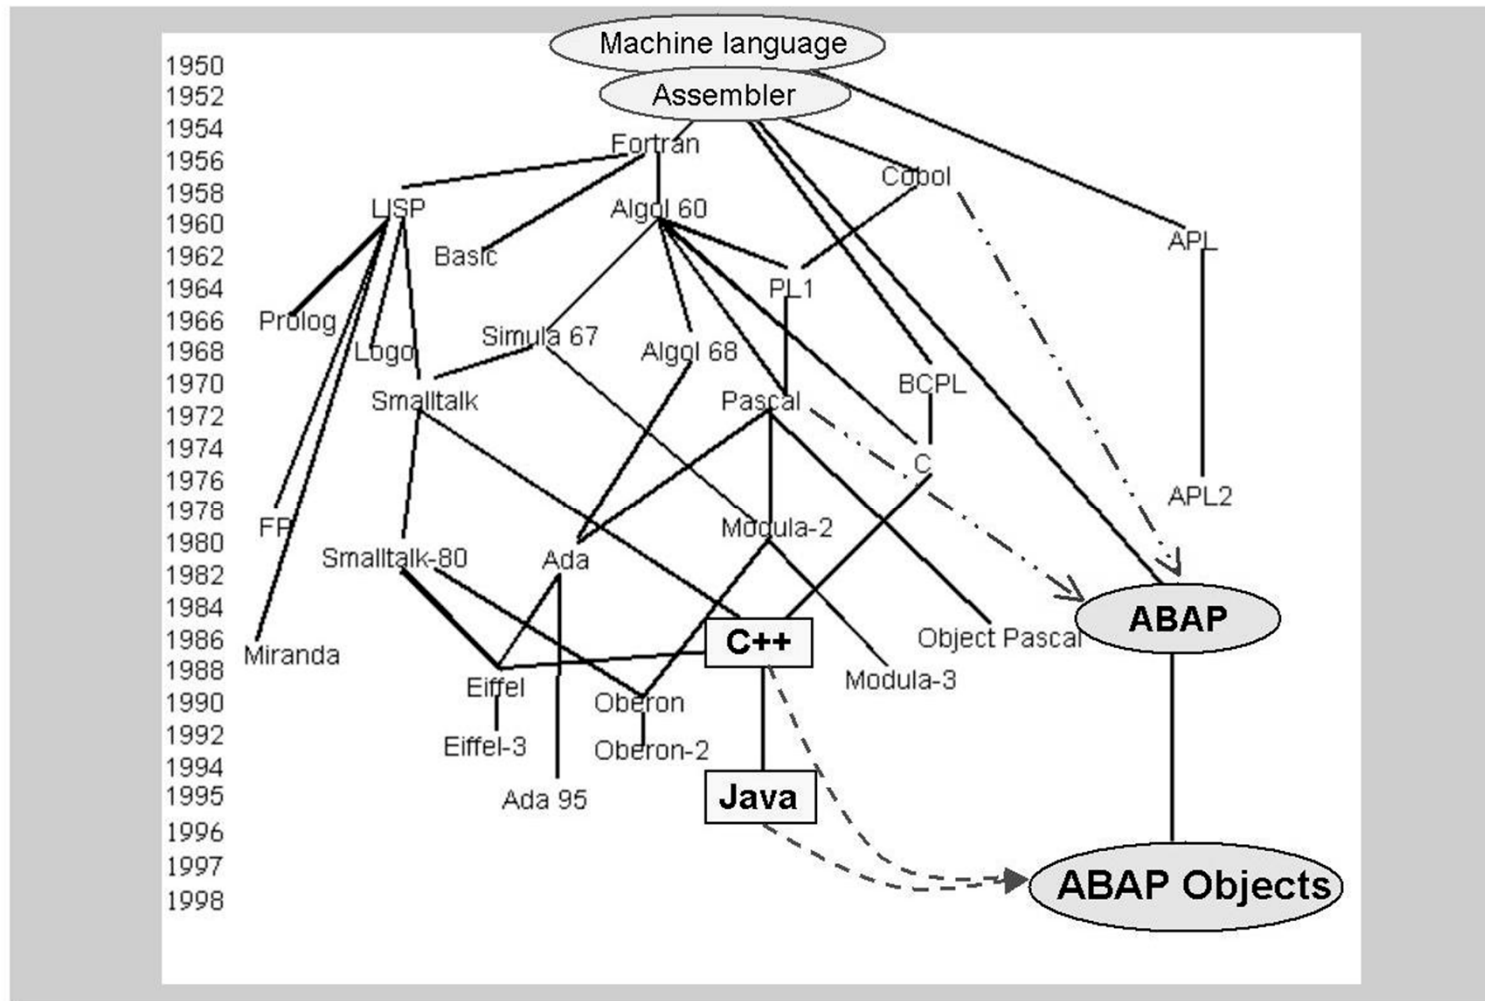 Machine language
1950
1952
Assembler
1954
Fortran
1956
Cobol
1958
LISP
Algol 60
1960
APL
1962
Basic
1964
PL1
1966
Prolog
Simula 67
1968
Logo
Algol 68
1970
BCPL
1972
Smalltalk
Pascal
1974
C
1976
APL2
1978
FP
Modula-2
1980
Smalltalk-80
Ada
1982
1984
ABAP
1986
C++
Object Pascal
Miranda
1988
Eiffel
Modula-3
1990
Oberon
1992
Eiffel-3
Oberon-2
1994
1995
Ada 95
Java
1996
1997
ABAP Objects
1998